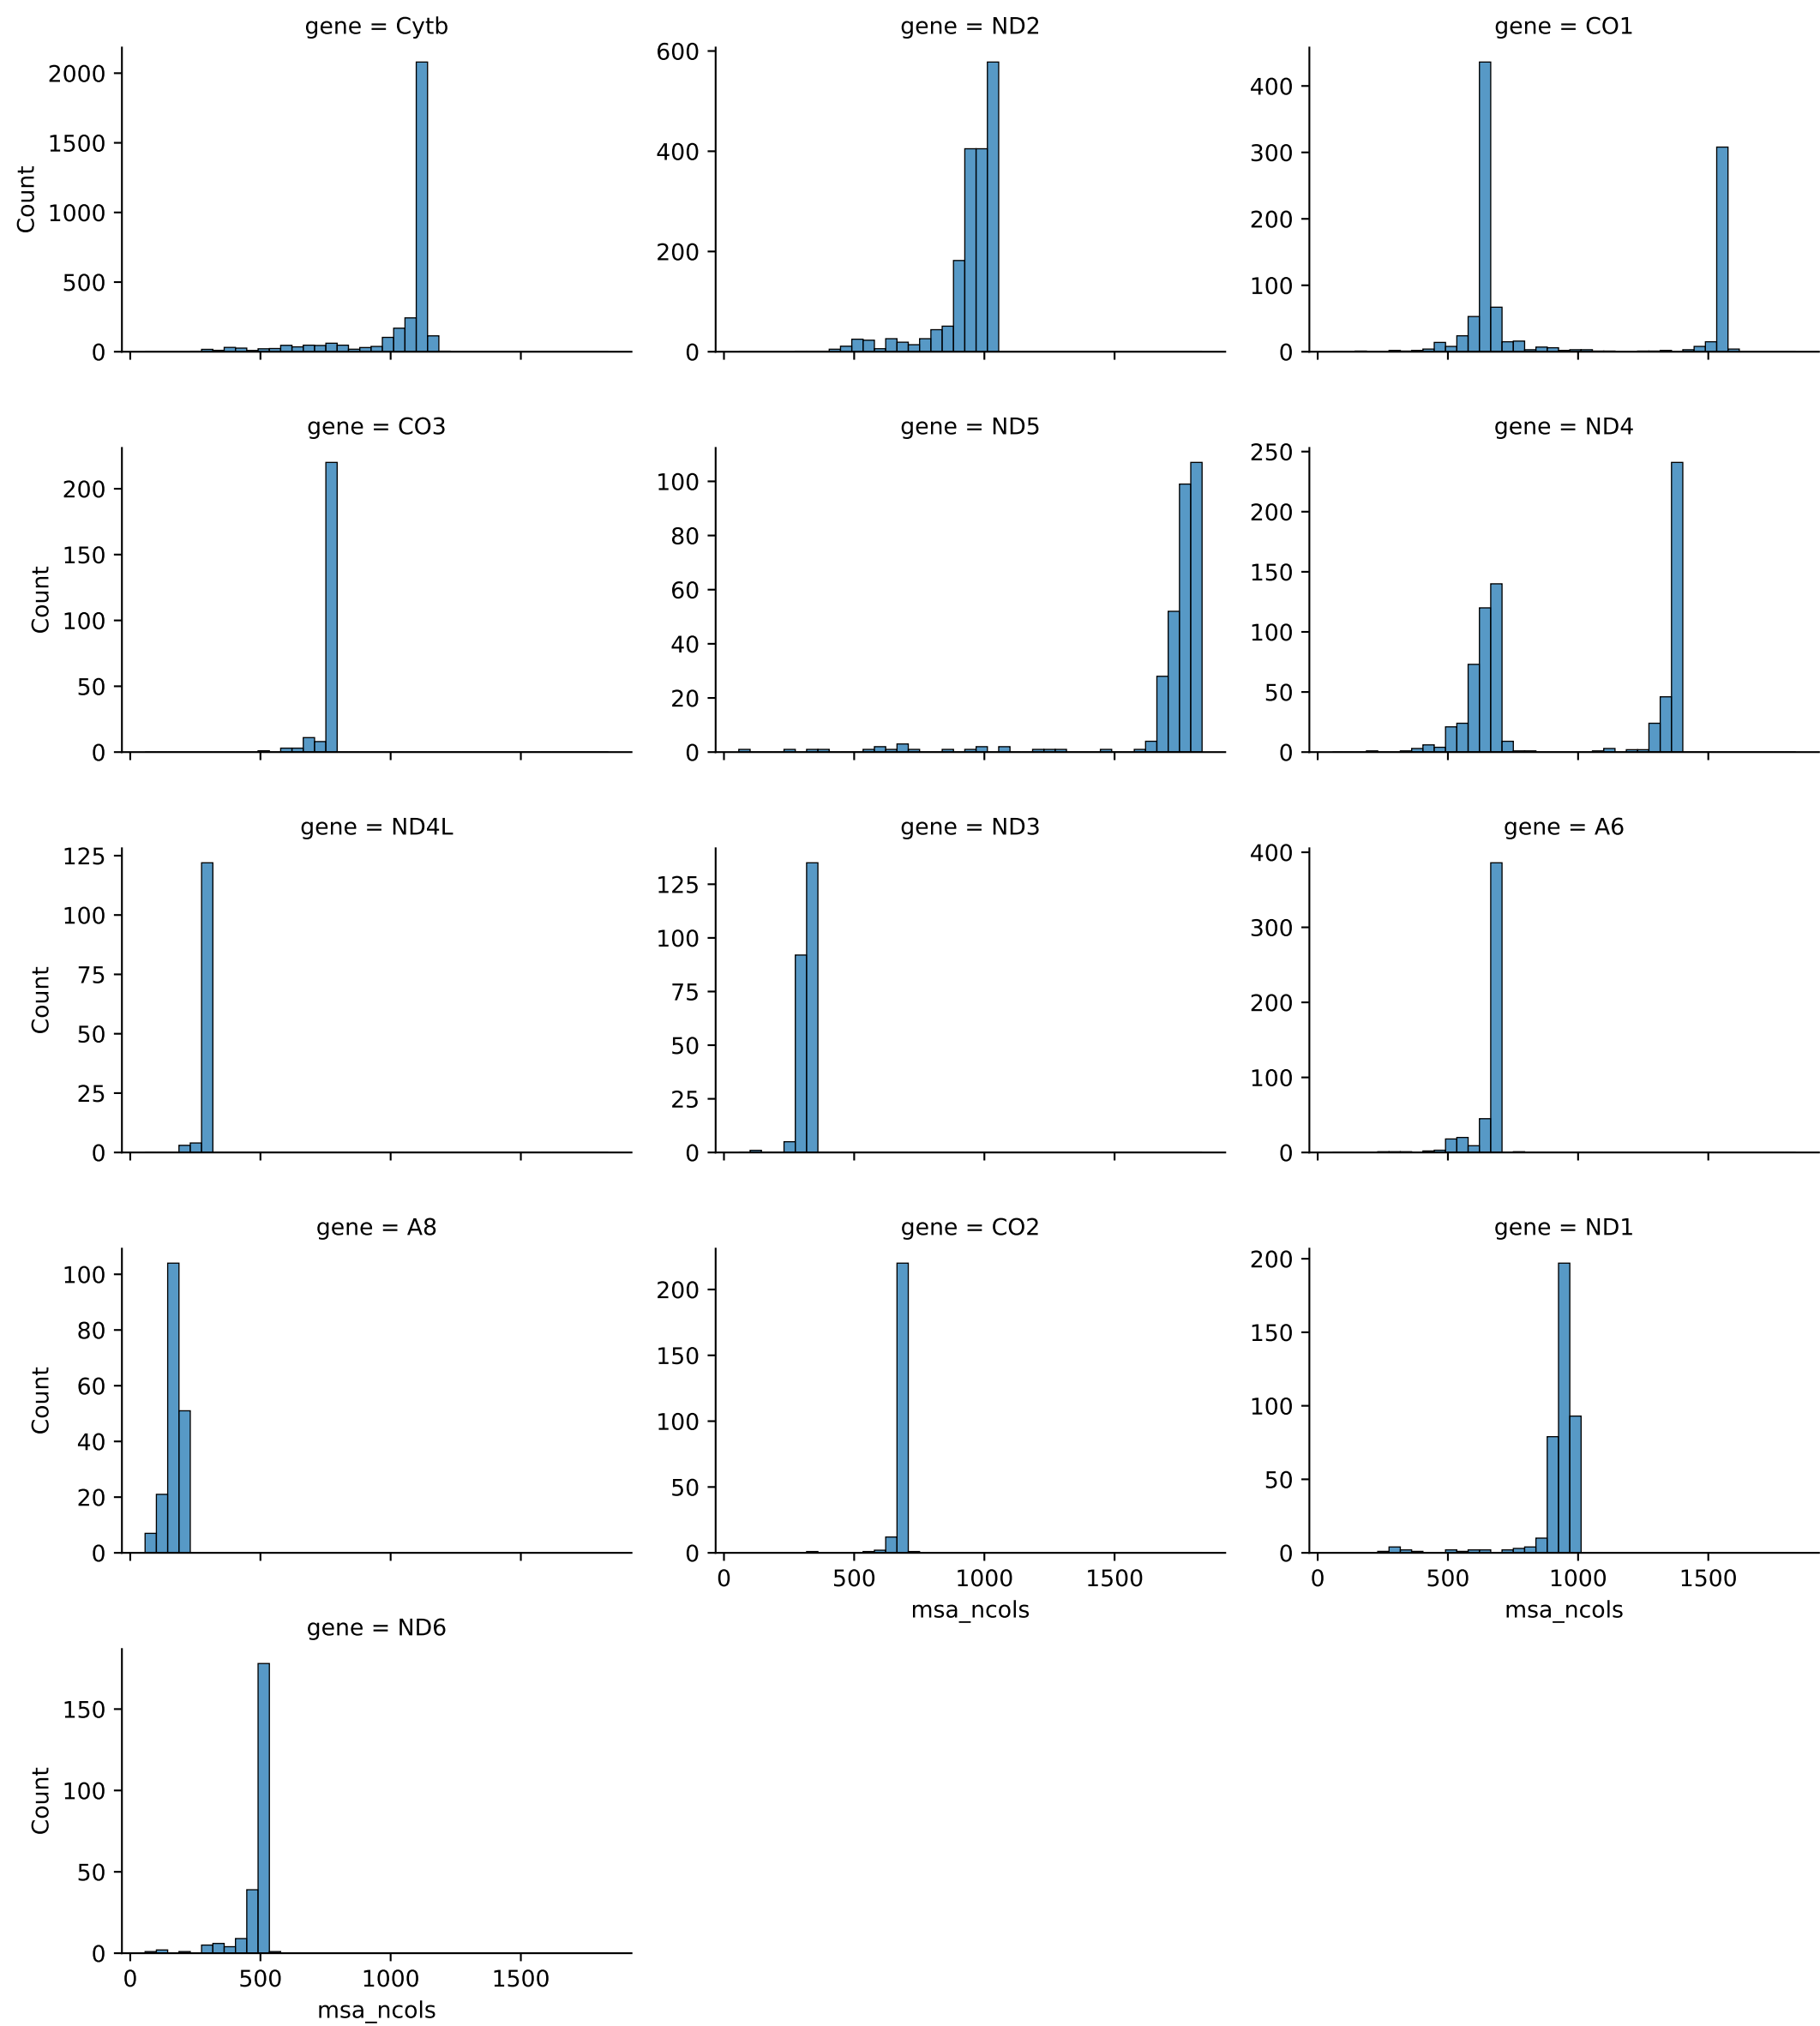 gene = Cytb
2000
1500
1000
500
0
Count
gene = ND2
600
400
200
0
gene = CO1
400
300
200
100
0
gene = CO3
200
150
100
50
0
Count
gene = ND5
100
80
60
40
20
0
gene = ND4
250
200
150
100
50
0
gene = ND4L
125
100
75
50
25
0
Count
gene = ND3
125
100
75
50
25
0
gene = A6
400
300
200
100
0
gene = A8
100
80
60
40
20
0
Count
gene = CO2
200
150
100
50
0
0 500 1000 1500
msa_ncols
gene = ND1
200
150
100
50
0
0 500 1000 1500
msa_ncols
gene = ND6
150
100
50
0
Count
0 500 1000 1500
msa_ncols